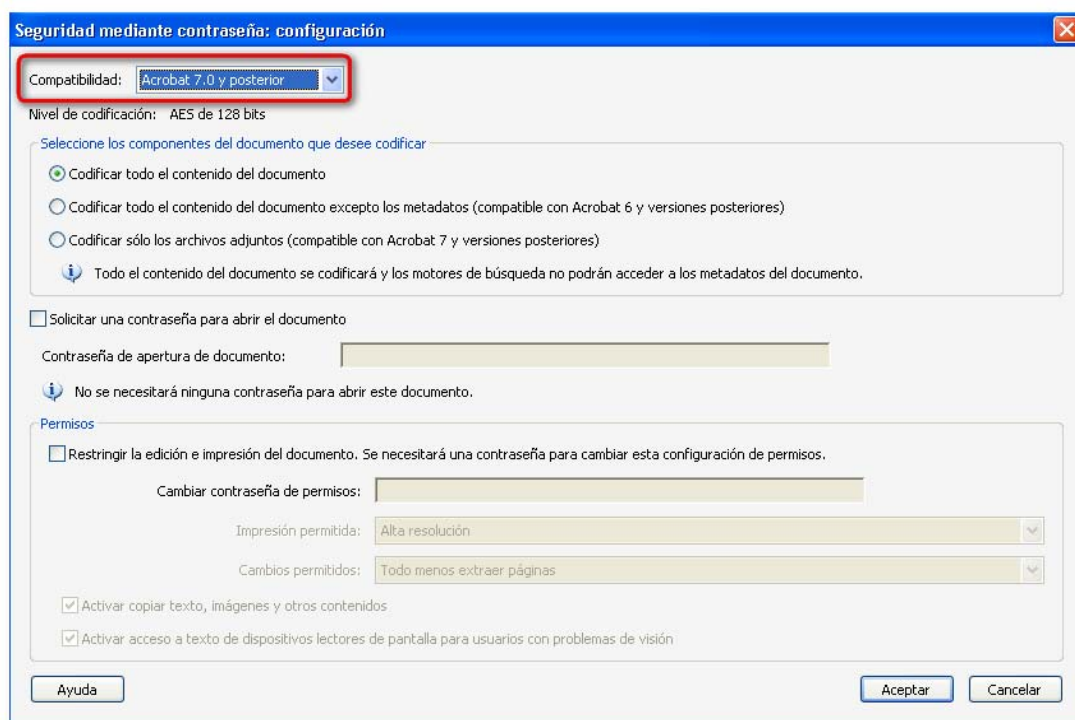 Seguridad mediante contraseña: configuración
Compatibilidad: Acrobat 7.0 y posterior
Nivel de codificación: AES de 128 bits
Seleccione los componentes del documento que desee codificar
Codificar todo el contenido del documento
Codificar todo el contenido del documento excepto los metadatos (compatible con Acrobat 6 y versiones posteriores)
Codificar sólo los archivos adjuntos (compatible con Acrobat 7 y versiones posteriores)
Todo el contenido del documento se codificará y los motores de búsqueda no podrán acceder a los metadatos del documento.
Solicitar una contraseña para abrir el documento
Contraseña de apertura de documento:
No se necesitará ninguna contraseña para abrir este documento.
Permisos
Restringir la edición e impresión del documento. Se necesitará una contraseña para cambiar esta configuración de permisos.
Cambiar contraseña de permisos:
Impresión permitida: Alta resolución
Cambios permitidos: Todo menos extraer páginas
Activar copiar texto, imágenes y otros contenidos
Activar acceso a texto de dispositivos lectores de pantalla para usuarios con problemas de visión
Ayuda Aceptar Cancelar